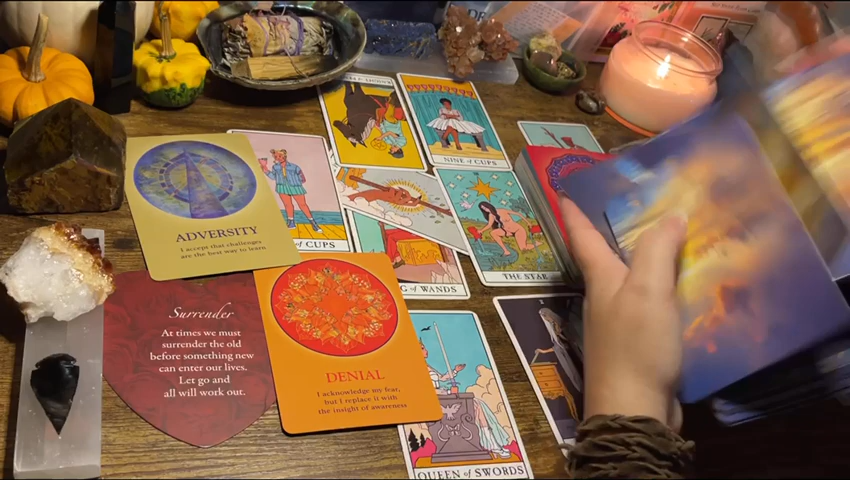 NINE of CUPS
ADVERSITY
I accept that challenges
are the best way to learn.
of CUPS
THE STAR
G of WANDS
Surrender
At times we must
surrender the old
before something new
can enter our lives.
Let go and
all will work out.
DENIAL
I acknowledge my fear,
but I replace it with
the insight of awareness
QUEEN of SWORDS